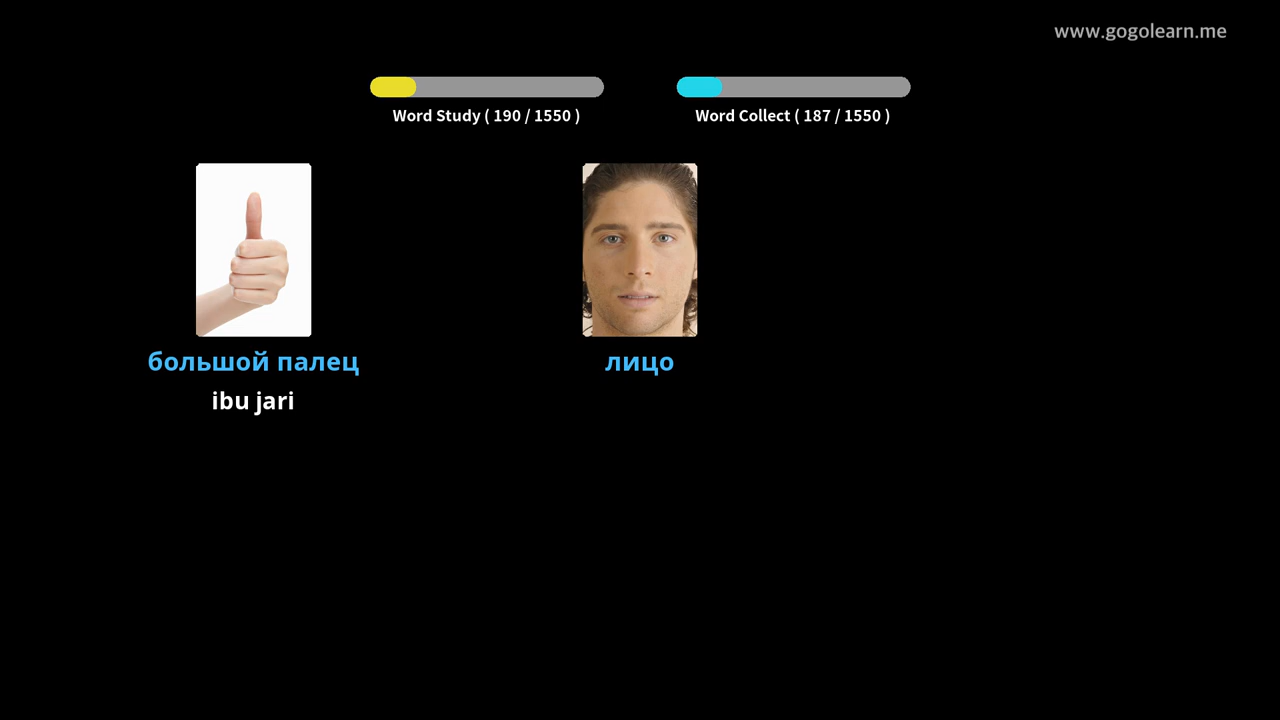 www.gogolearn.me
Word Study ( 190 / 1550 )
Word Collect ( 187 / 1550 )
большой палец
ibu jari
лицо